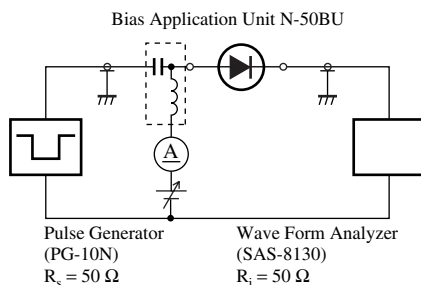 Bias Application Unit N-50BU
A
Pulse Generator
(PG-10N)
Rs = 50 Ω
Wave Form Analyzer
(SAS-8130)
Ri = 50 Ω